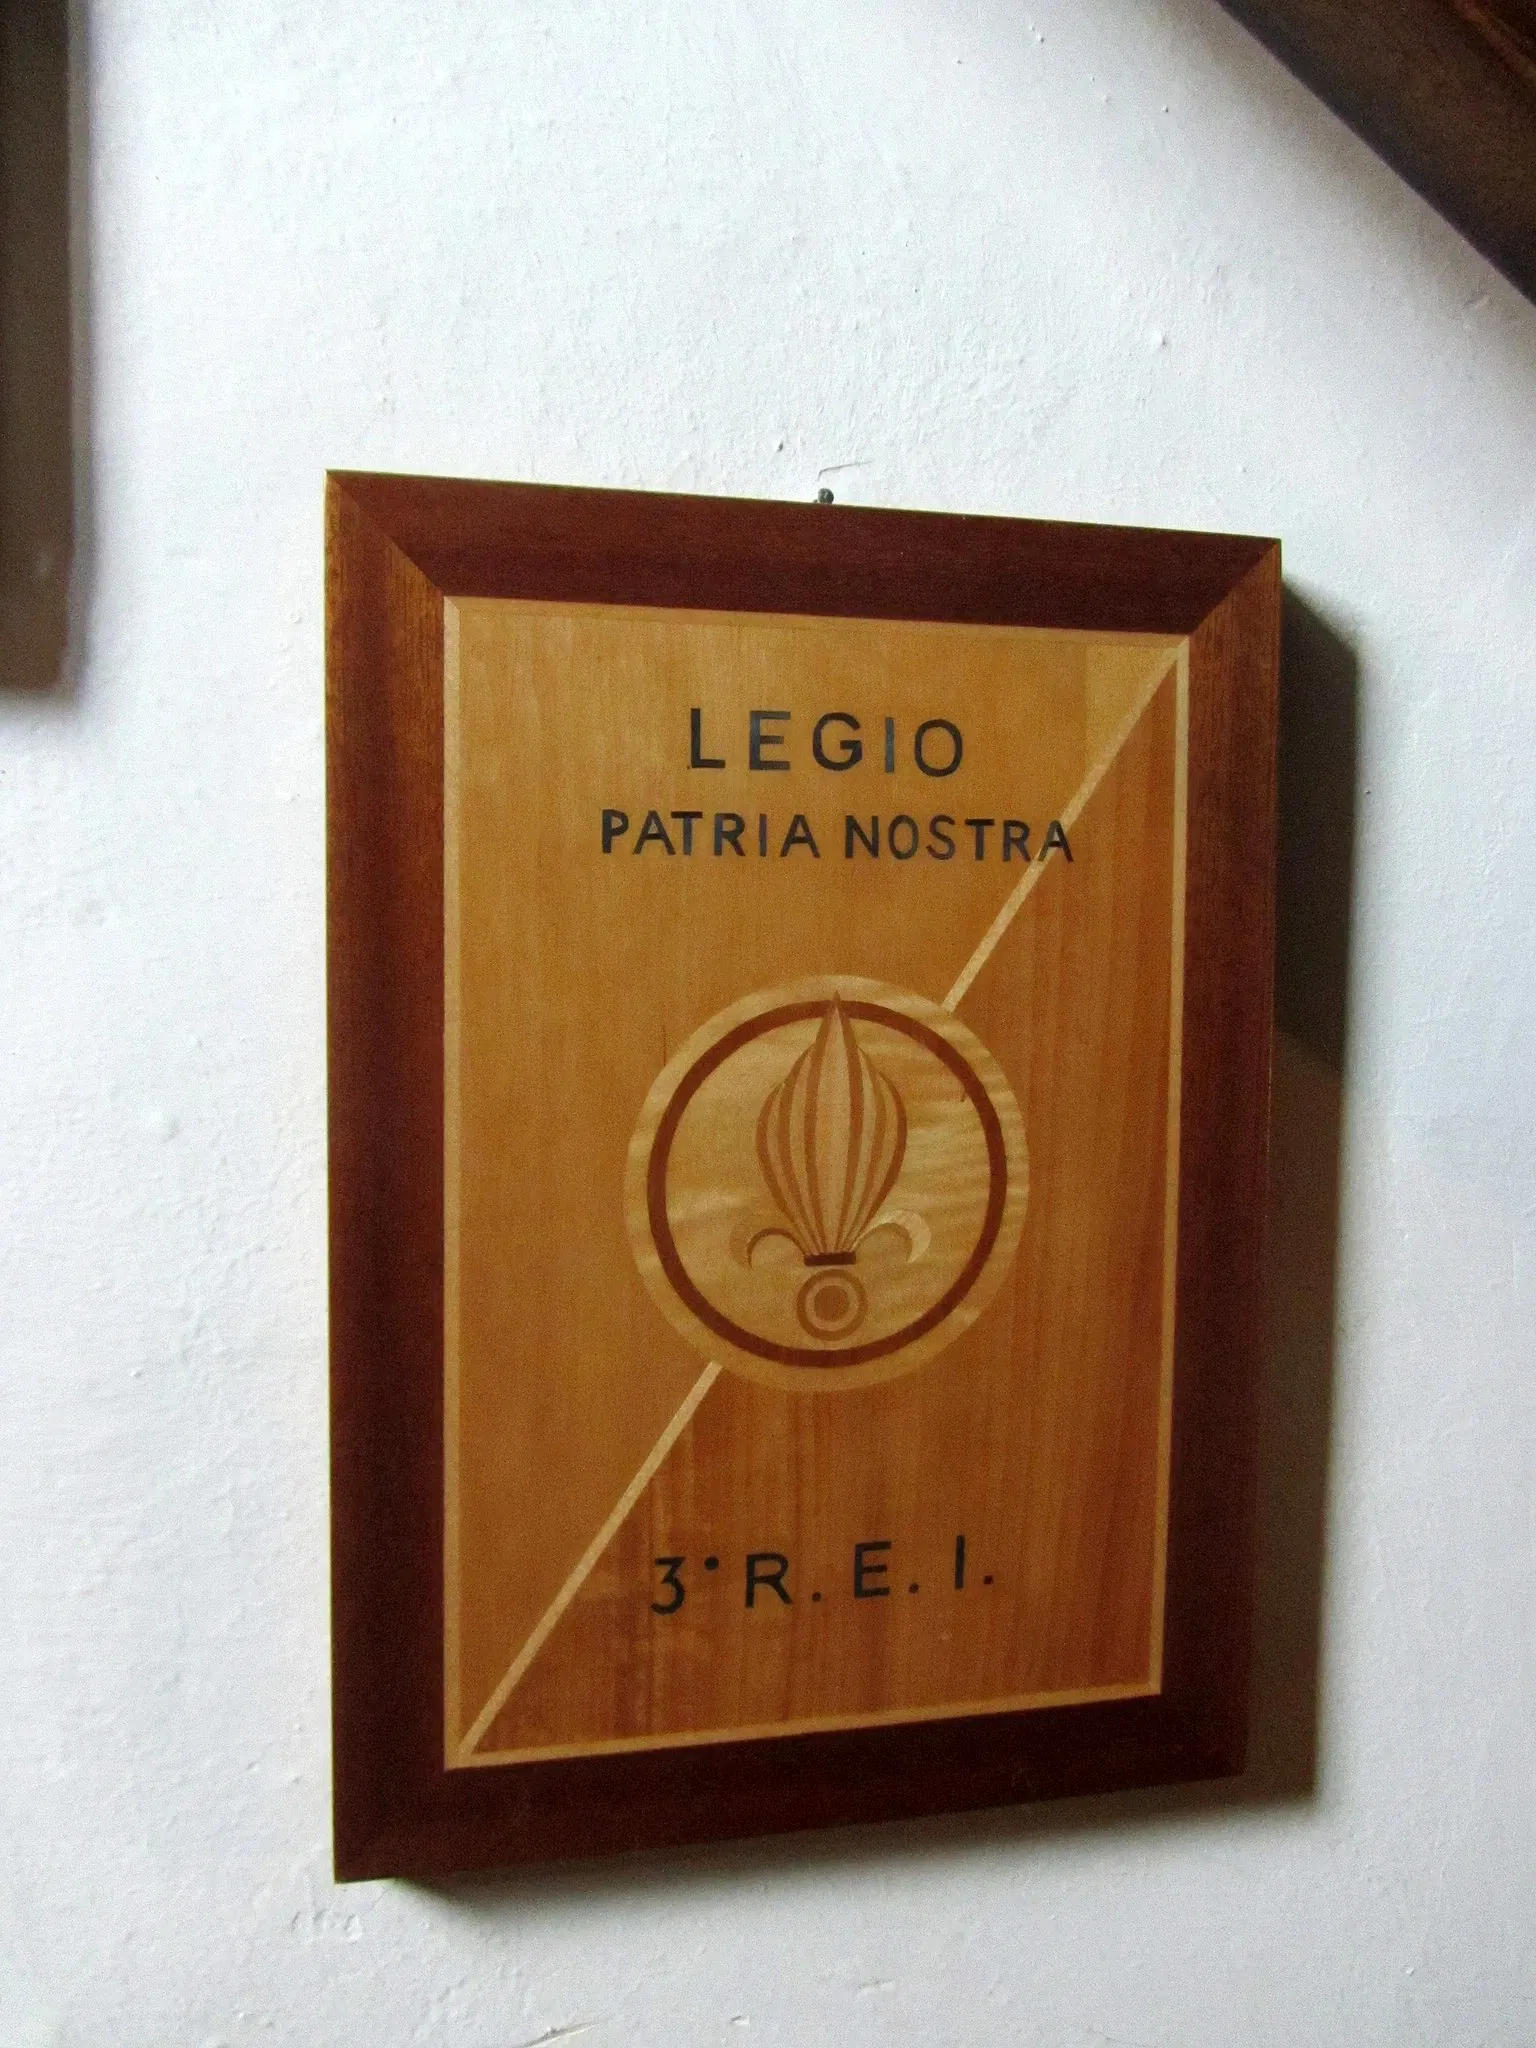 LEGIO
PATRIA NOSTRA
3° R. E. I.